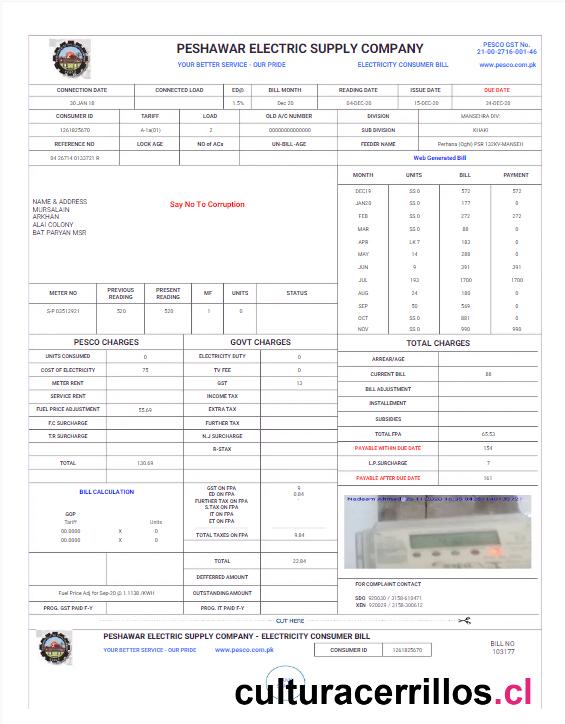 PESHAWAR ELECTRIC SUPPLY COMPANY
PESCO GST No.
21-00-2716-001-46
YOUR BETTER SERVICE - OUR PRIDE ELECTRICITY CONSUMER BILL www.pesco.com.pk
CONNECTION DATE CONNECTED LOAD ED@ BILL MONTH READING DATE ISSUE DATE DUE DATE
30 JAN 18 1.5% Dec 20 04-DEC-20 15-DEC-20 24-DEC-20
CONSUMER ID TARIFF LOAD OLD A/C NUMBER DIVISION MANSEHRA DIV:
1261825670 A-1a(01) 2 00000000000000 SUB DIVISION KHAKI
REFERENCE NO LOCK AGE NO of ACs UN-BILL-AGE FEEDER NAME Perhana (Oghi) PSR 132KV-MANSEH
04 26714 0133721 R Web Generated Bill
NAME & ADDRESS
MURSALAIN
ARKHAN
ALAI COLONY
BAT PARYAN MSR
Say No To Corruption
MONTH UNITS BILL PAYMENT
DEC19 SS 0 572 572
JAN20 SS 0 177 0
FEB SS 0 272 272
MAR SS 0 88 0
APR LK 7 183 0
MAY 14 288 0
JUN 9 391 391
JUL 193 1700 1700
AUG 24 180 0
SEP 50 569 0
OCT SS 0 881 0
NOV SS 0 990 990
METER NO PREVIOUS READING PRESENT READING MF UNITS STATUS
S-P 03512921 520 520 1 0
PESCO CHARGES
UNITS CONSUMED 0
COST OF ELECTRICITY 75
METER RENT
SERVICE RENT
FUEL PRICE ADJUSTMENT 55.69
F.C SURCHARGE
T.R SURCHARGE
TOTAL 130.69
GOVT CHARGES
ELECTRICITY DUTY 0
TV FEE 0
GST 13
INCOME TAX
EXTRA TAX
FURTHER TAX
N.J SURCHARGE
R-STAX
TOTAL CHARGES
ARREAR/AGE
CURRENT BILL 88
BILL ADJUSTMENT
INSTALLEMENT
SUBSIDIES
TOTAL FPA 65.53
PAYABLE WITHIN DUE DATE 154
L.P.SURCHARGE 7
PAYABLE AFTER DUE DATE 161
BILL CALCULATION
GOP
Tariff Units
00.0000 X 0
00.0000 X 0
GST ON FPA 9
ED ON FPA 0.84
FURTHER TAX ON FPA
S.TAX ON FPA
IT ON FPA
ET ON FPA
TOTAL TAXES ON FPA 9.84
TOTAL 22.84
DEFFERED AMOUNT
Fuel Price Adj for Sep-20 @ 1.1138 /KWH OUTSTANDING AMOUNT
PROG. GST PAID F-Y PROG. IT PAID F-Y
Nadeem Ahmad
FOR COMPLAINT CONTACT
SDO 920030 / 3158-610471
XEN 920029 / 3158-300612
CUT HERE
PESHAWAR ELECTRIC SUPPLY COMPANY - ELECTRICITY CONSUMER BILL
YOUR BETTER SERVICE - OUR PRIDE www.pesco.com.pk CONSUMER ID 1261825670
BILL NO
103177
culturacerrillos.cl